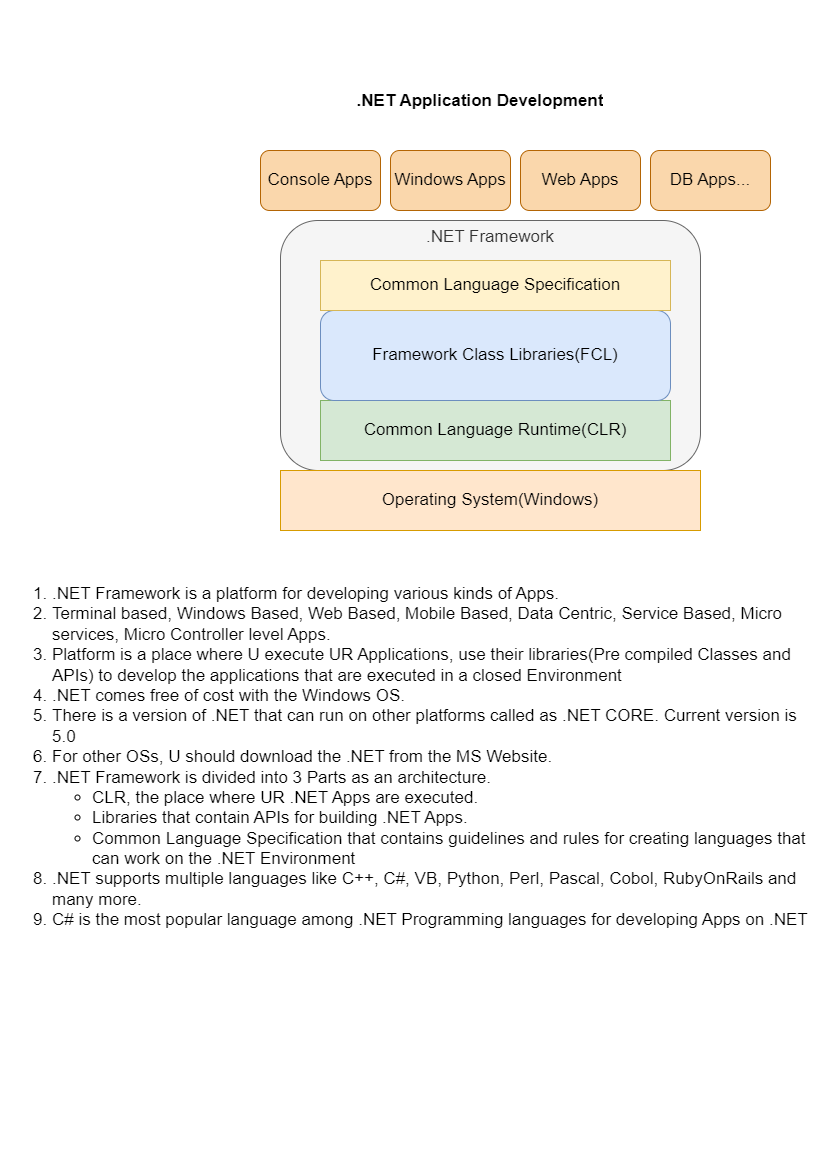 .NET Application Development
Console Apps
Windows Apps
Web Apps
DB Apps...
.NET Framework
Common Language Specification
Framework Class Libraries(FCL)
Common Language Runtime(CLR)
Operating System(Windows)
1. .NET Framework is a platform for developing various kinds of Apps.
2. Terminal based, Windows Based, Web Based, Mobile Based, Data Centric, Service Based, Micro
services, Micro Controller level Apps.
3. Platform is a place where U execute UR Applications, use their libraries(Pre compiled Classes and
APIs) to develop the applications that are executed in a closed Environment
4. .NET comes free of cost with the Windows OS.
5. There is a version of .NET that can run on other platforms called as .NET CORE. Current version is
5.0
6. For other OSs, U should download the .NET from the MS Website.
7. .NET Framework is divided into 3 Parts as an architecture.
◦ CLR, the place where UR .NET Apps are executed.
◦ Libraries that contain APIs for building .NET Apps.
◦ Common Language Specification that contains guidelines and rules for creating languages that
can work on the .NET Environment
8. .NET supports multiple languages like C++, C#, VB, Python, Perl, Pascal, Cobol, RubyOnRails and
many more.
9. C# is the most popular language among .NET Programming languages for developing Apps on .NET